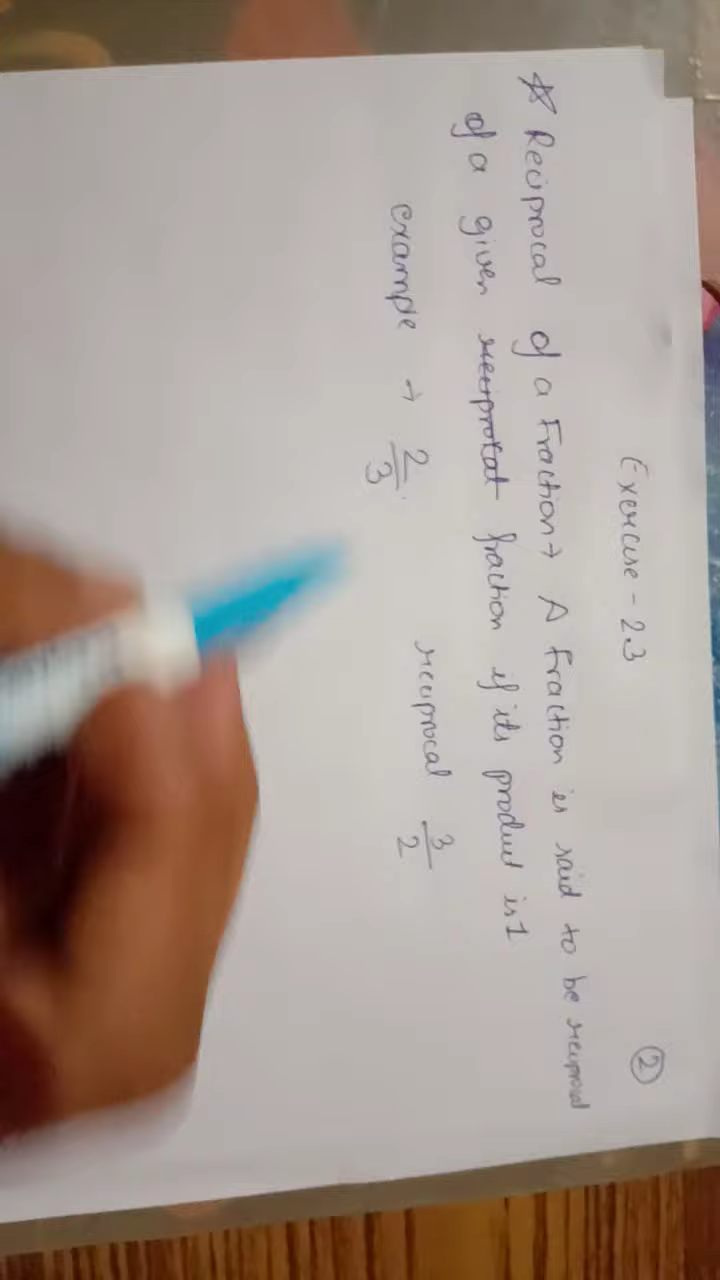 Exercise - 2.3
②
☆ Reciprocal of a Fraction → A Fraction is said to be reciprocal
of a given reciprocal fraction if its product is 1
example → 2/3 reciprocal 3/2